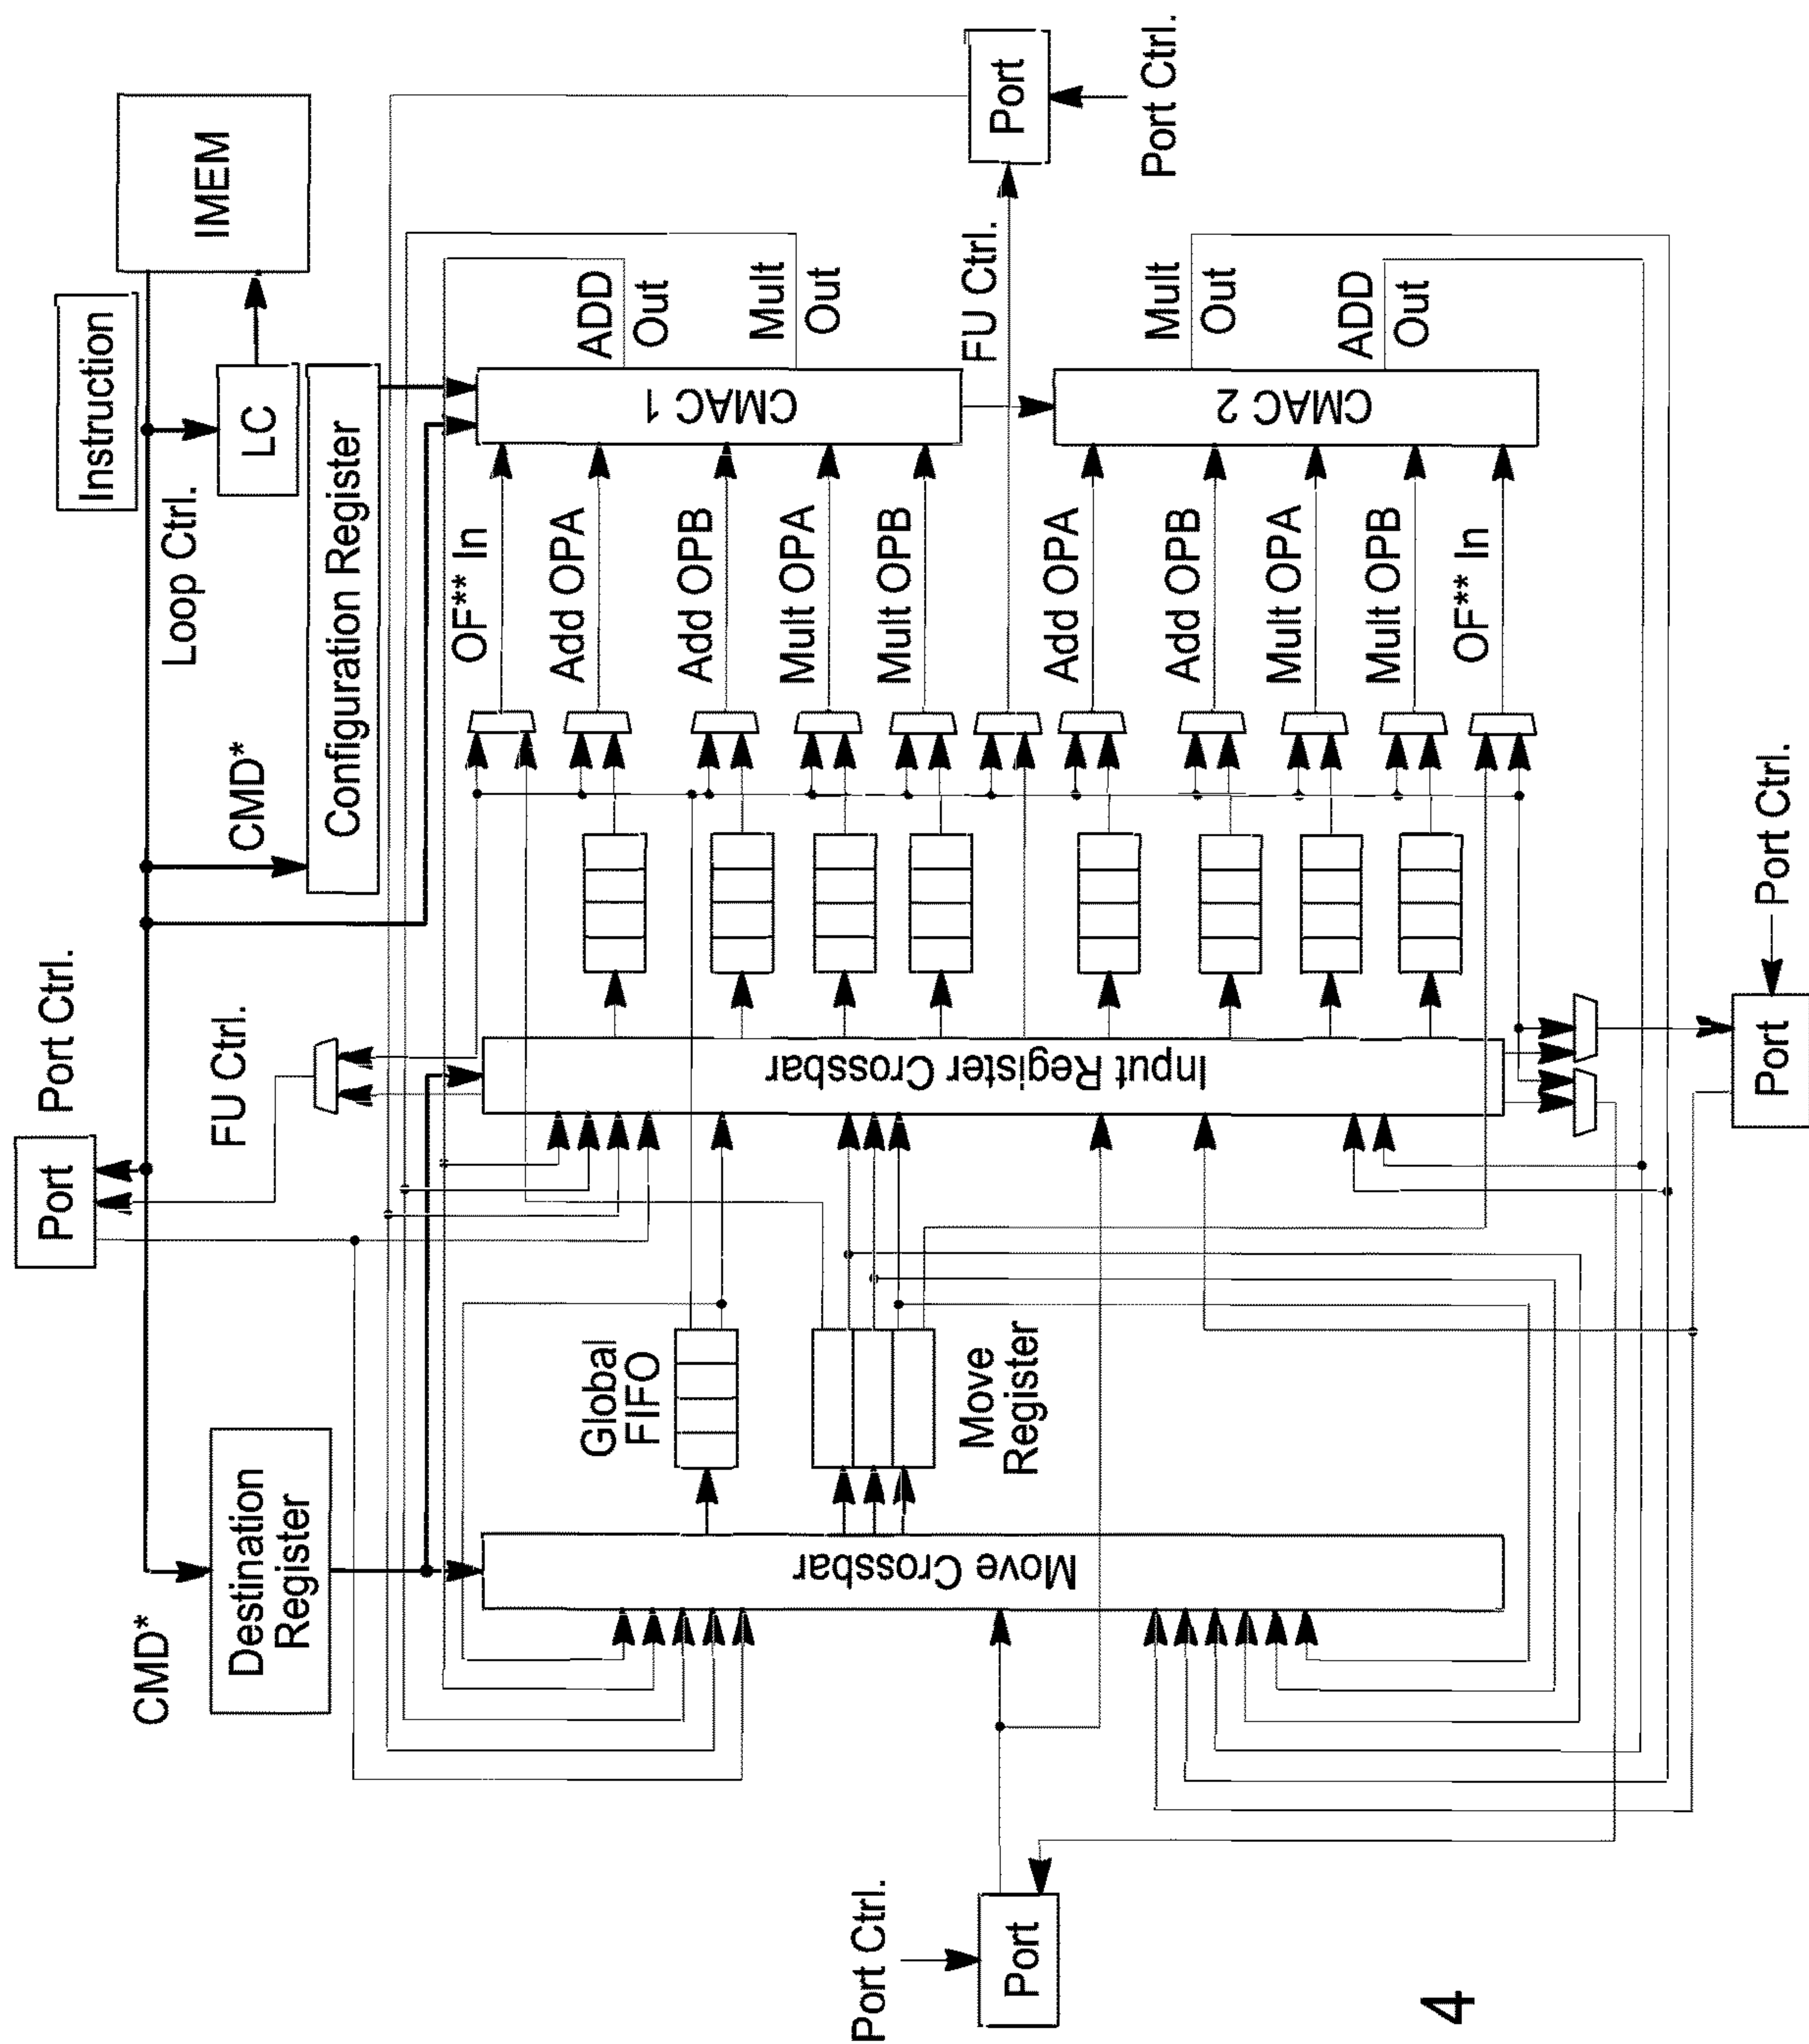 Instruction
IMEM
Loop Ctrl.
LC
CMD*
Configuration Register
Port Ctrl.
Port
FU Ctrl.
CMD*
Destination
Register
OF** In
Add OPA
Add OPB
Mult OPA
Mult OPB
CMAC 1
ADD
Out
Mult
Out
FU Ctrl.
Port
Port Ctrl.
Add OPA
Add OPB
Mult OPA
Mult OPB
OF** In
CMAC 2
Mult
Out
ADD
Out
Input Register Crossbar
Global
FIFO
Move
Register
Move Crossbar
Port Ctrl.
Port
Port Ctrl.
Port
4